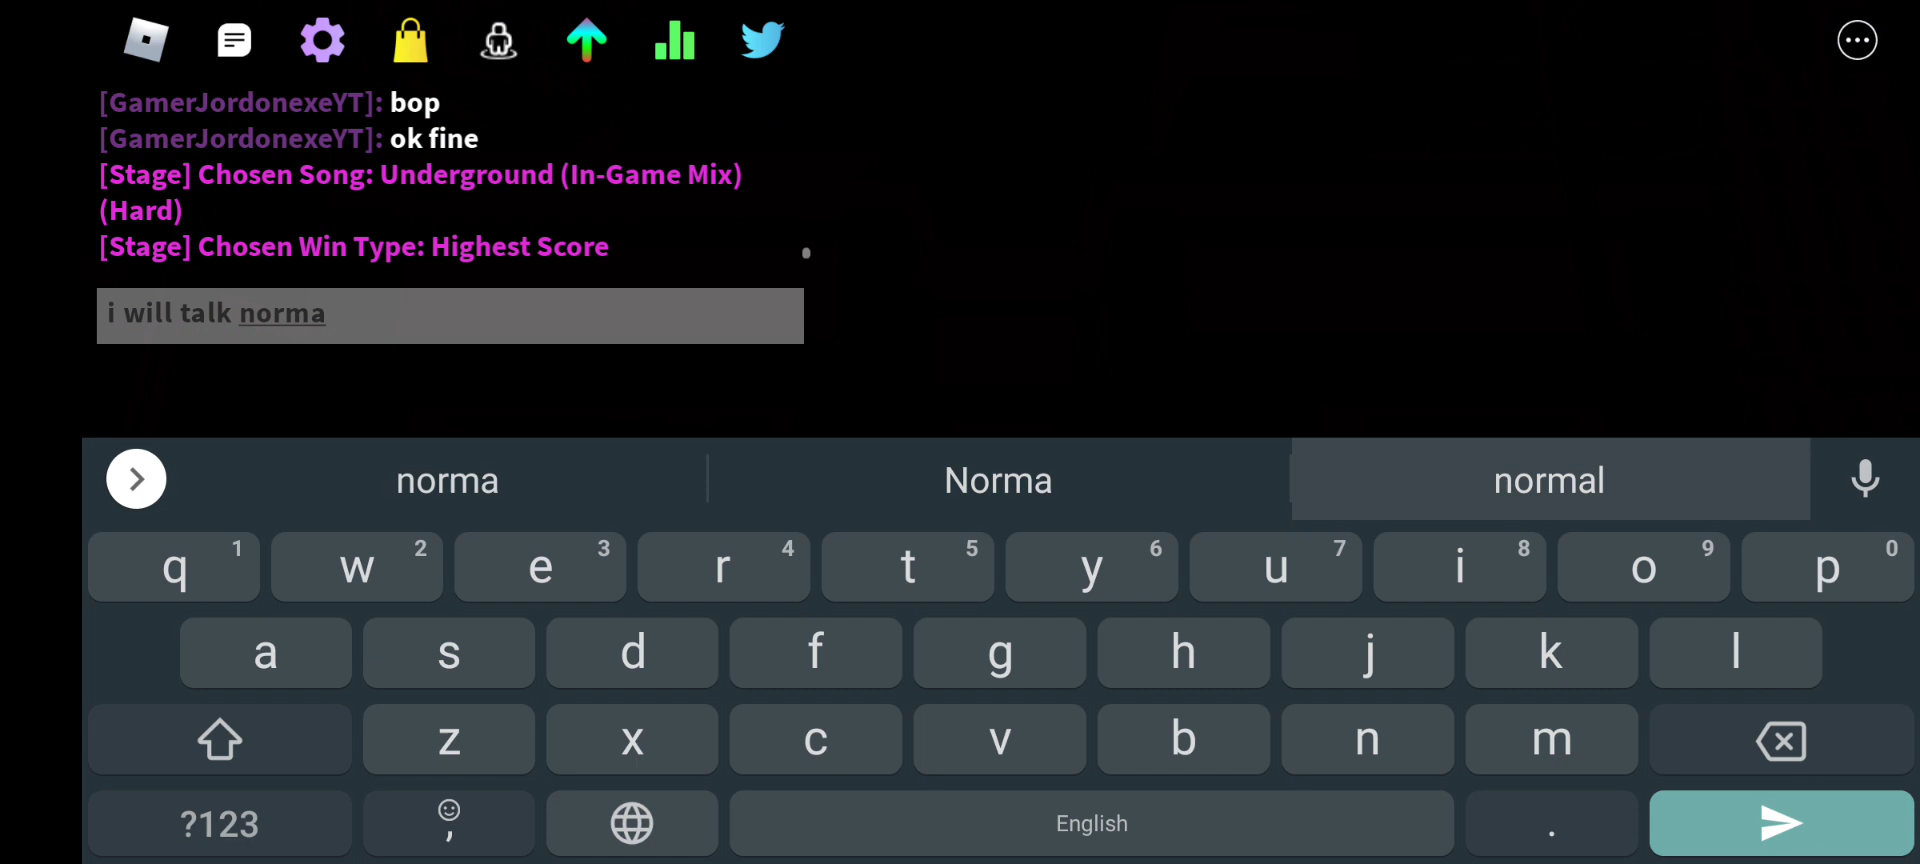 [GamerJordonexeYT]: bop
[GamerJordonexeYT]: ok fine
[Stage] Chosen Song: Underground (In-Game Mix)
(Hard)
[Stage] Chosen Win Type: Highest Score
i will talk norma
norma Norma normal
q 1 w 2 e 3 r 4 t 5 y 6 u 7 i 8 o 9 p 0
a s d f g h j k l
z x c v b n m
?123 , English .